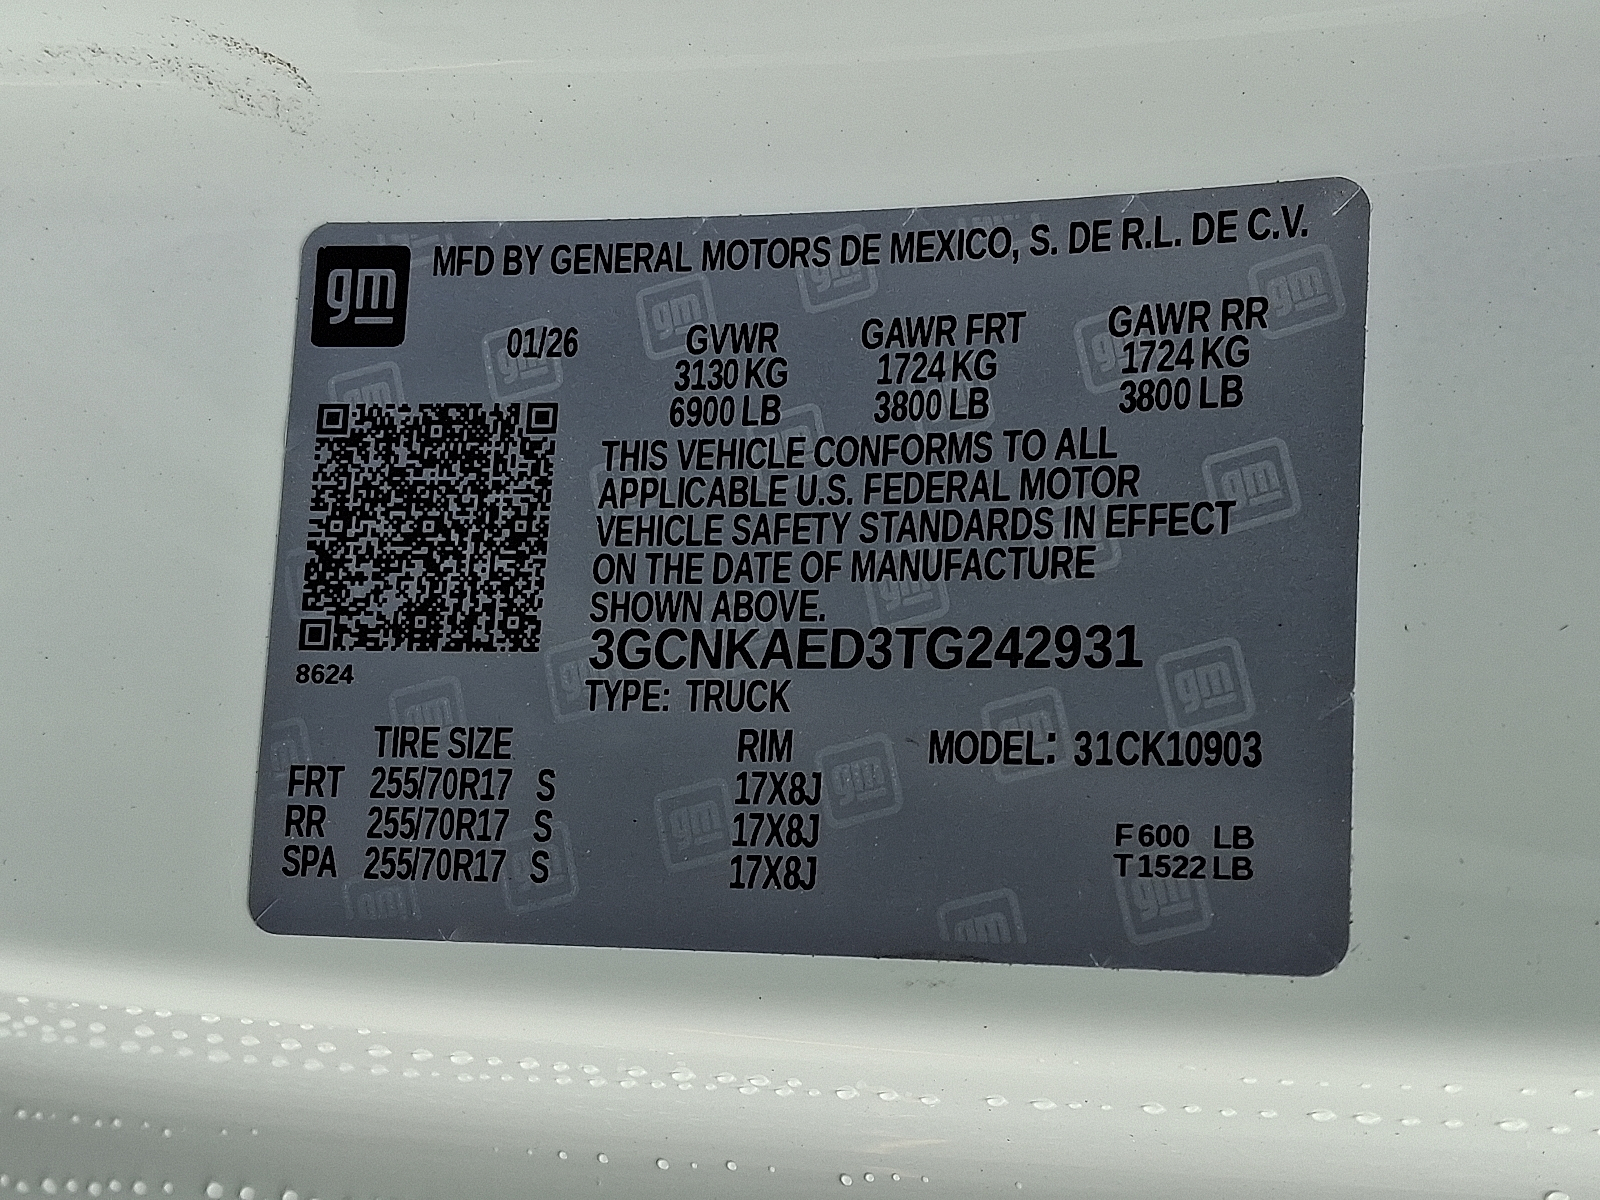 gm MFD BY GENERAL MOTORS DE MEXICO, S. DE R.L. DE C.V.
01/26 GVWR GAWR FRT GAWR RR
3130 KG 1724 KG 1724 KG
6900 LB 3800 LB 3800 LB
THIS VEHICLE CONFORMS TO ALL
APPLICABLE U.S. FEDERAL MOTOR
VEHICLE SAFETY STANDARDS IN EFFECT
ON THE DATE OF MANUFACTURE
SHOWN ABOVE.
3GCNKAED3TG242931
8624
TYPE: TRUCK
TIRE SIZE RIM MODEL: 31CK10903
FRT 255/70R17 S 17X8J
RR 255/70R17 S 17X8J
SPA 255/70R17 S 17X8J
F 600 LB
T 1522 LB